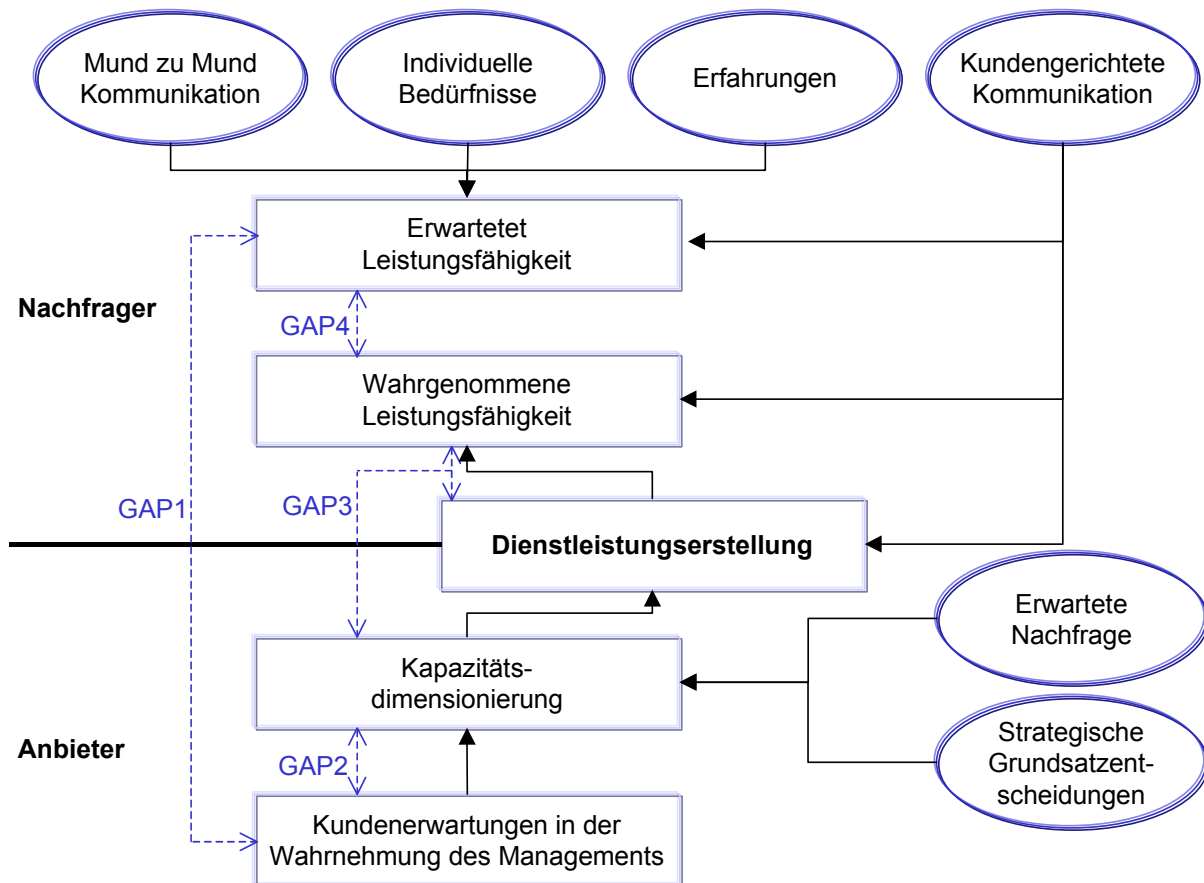 Mund zu Mund
Kommunikation
Individuelle
Bedürfnisse
Erfahrungen
Kundengerichtete
Kommunikation
Erwartetet
Leistungsfähigkeit
Nachfrager
GAP4
Wahrgenommene
Leistungsfähigkeit
GAP1
GAP3
Dienstleistungserstellung
Erwartete
Nachfrage
Kapazitäts-
dimensionierung
Anbieter
GAP2
Strategische
Grundsatzent-
scheidungen
Kundenerwartungen in der
Wahrnehmung des Managements